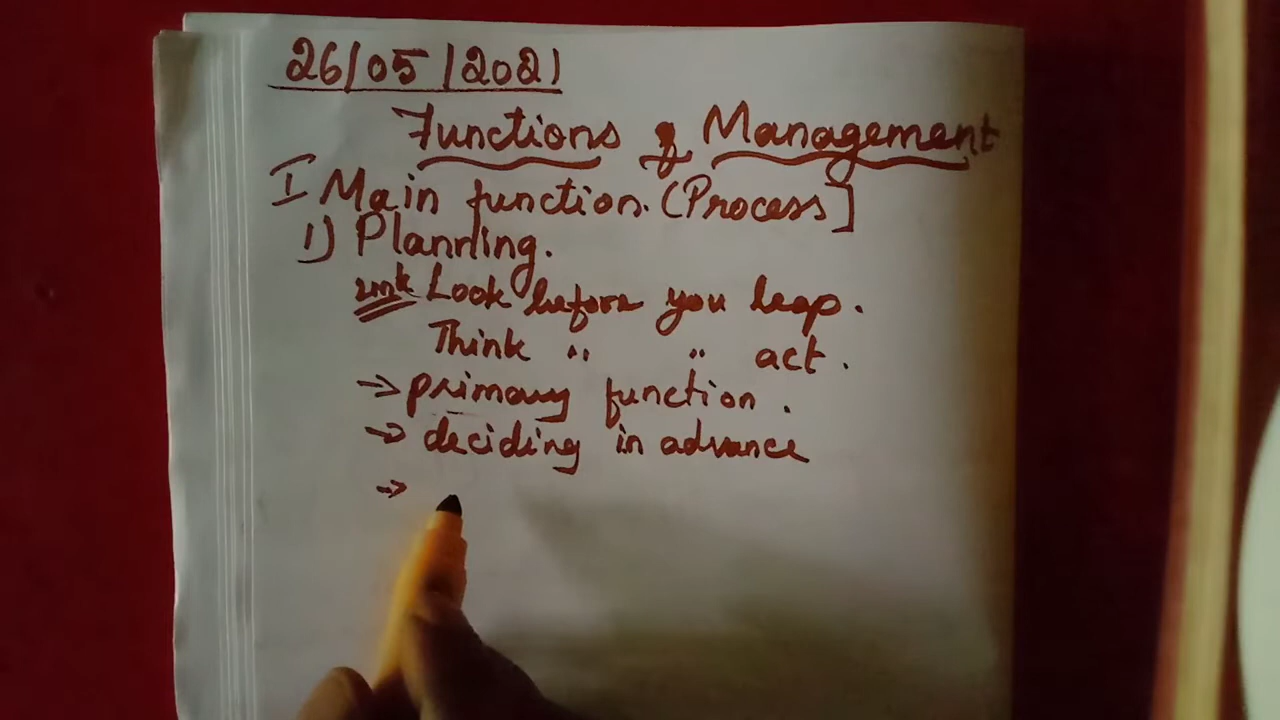 26/05/2021
Functions of Management
I Main function. (Process]
1) Planning.
2mk Look before you leap.
Think " " act.
→ primary function.
→ deciding in advance
→